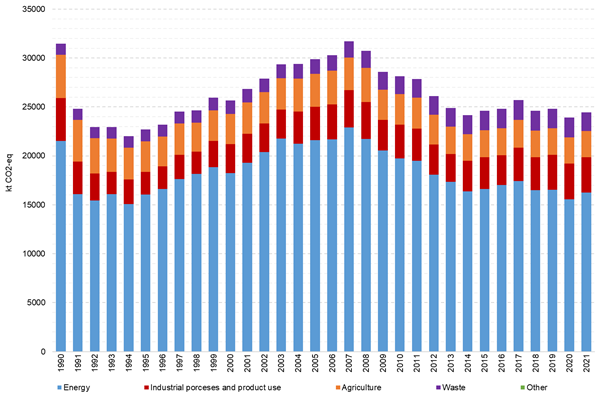 35000
30000
25000
20000
15000
10000
5000
0
kt CO2-eq
1990 1991 1992 1993 1994 1995 1996 1997 1998 1999 2000 2001 2002 2003 2004 2005 2006 2007 2008 2009 2010 2011 2012 2013 2014 2015 2016 2017 2018 2019 2020 2021
Energy Industrial porceses and product use Agriculture Waste Other